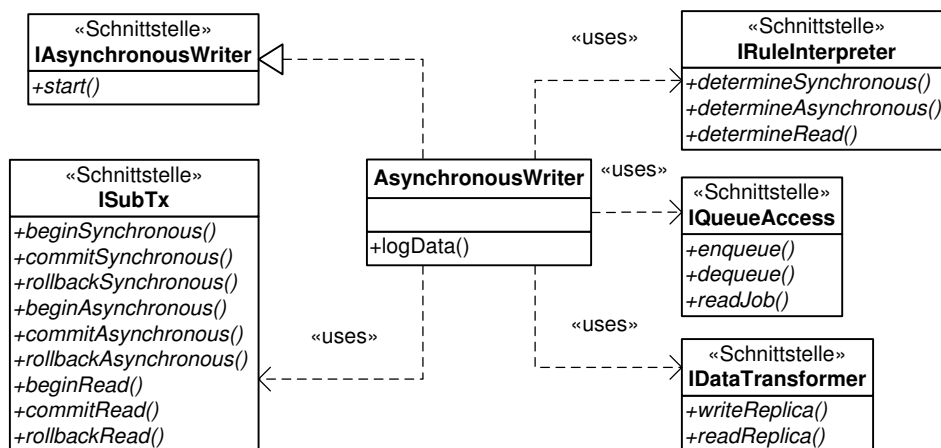 «Schnittstelle»
IAsynchronousWriter
+start()
«uses»
«Schnittstelle»
IRuleInterpreter
+determineSynchronous()
+determineAsynchronous()
+determineRead()
«Schnittstelle»
ISubTx
+beginSynchronous()
+commitSynchronous()
+rollbackSynchronous()
+beginAsynchronous()
+commitAsynchronous()
+rollbackAsynchronous()
+beginRead()
+commitRead()
+rollbackRead()
AsynchronousWriter
+logData()
«uses»
«Schnittstelle»
IQueueAccess
+enqueue()
+dequeue()
+readJob()
«uses»
«uses»
«Schnittstelle»
IDataTransformer
+writeReplica()
+readReplica()